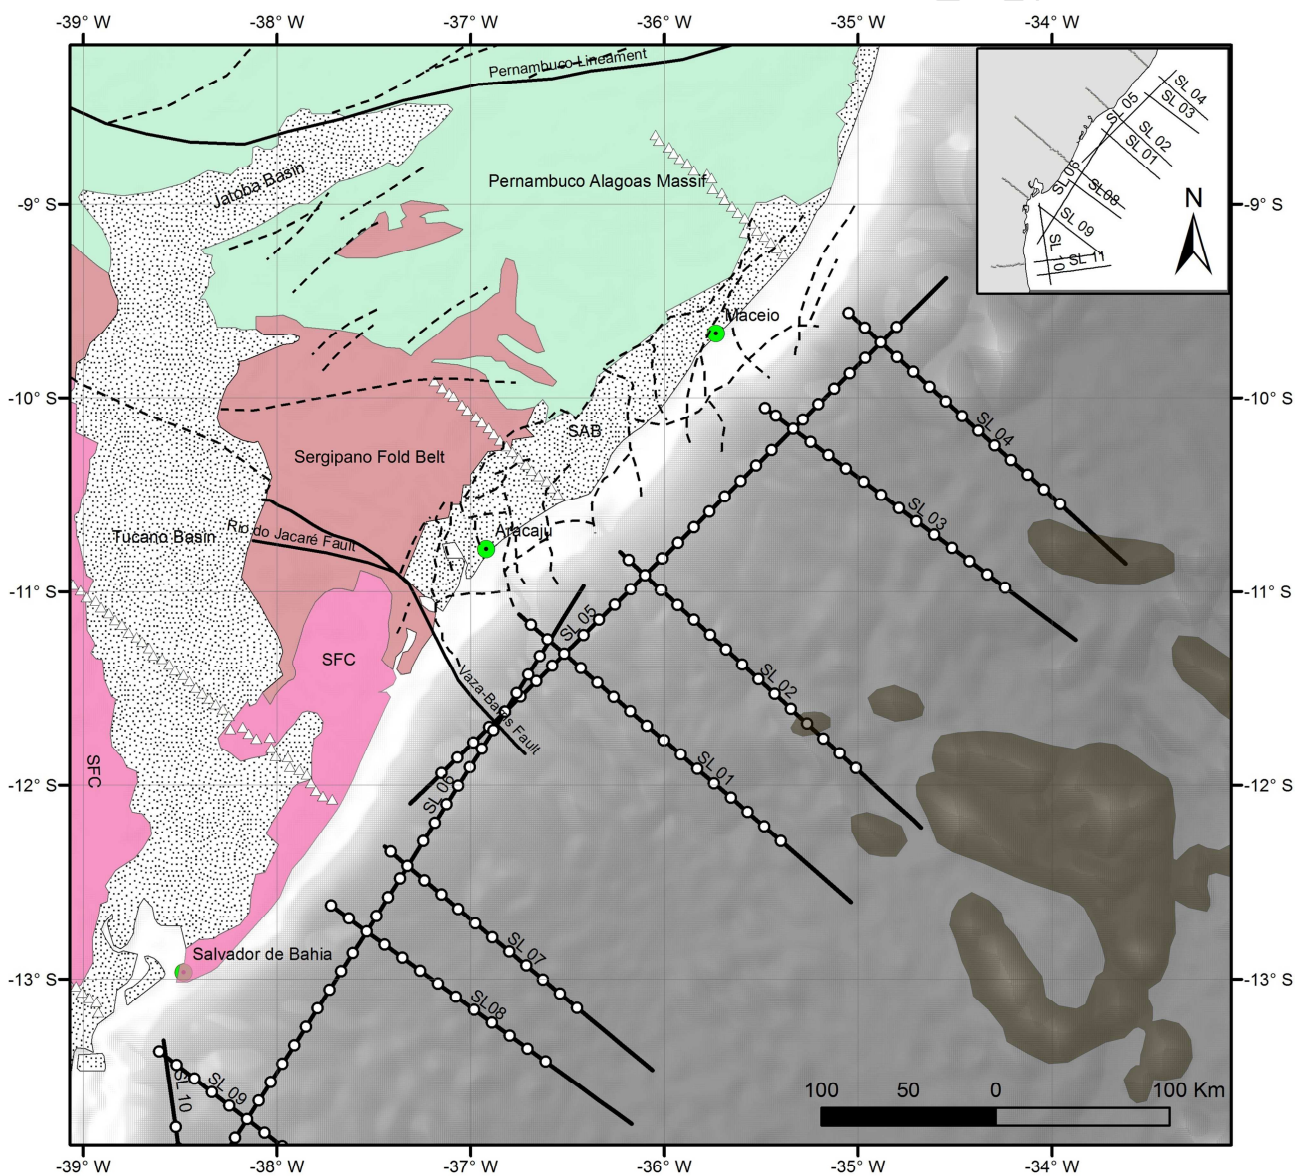 -39° W
-38° W
-37° W
-36° W
-35° W
-34° W
Pernambuco Lineament
SL 04
SL 03
SL 05
SL 02
SL 01
SL 06
SL08
SL 09
SL 10
SL 11
N
Jatoba Basin
Pernambuco Alagoas Massif
-9° S
-9° S
Maceio
-10° S
-10° S
SL 04
SAB
Sergipano Fold Belt
SL 03
Rio do Jacaré Fault
Tucano Basin
Aracaju
-11° S
-11° S
SL 05
SFC
Vaza-Barris Fault
SL 02
SFC
SL 01
-12° S
-12° S
SL 06
Salvador de Bahia
SL 07
-13° S
-13° S
SL08
SL 09
SL 10
100
50
0
100 Km
-39° W
-38° W
-37° W
-36° W
-35° W
-34° W